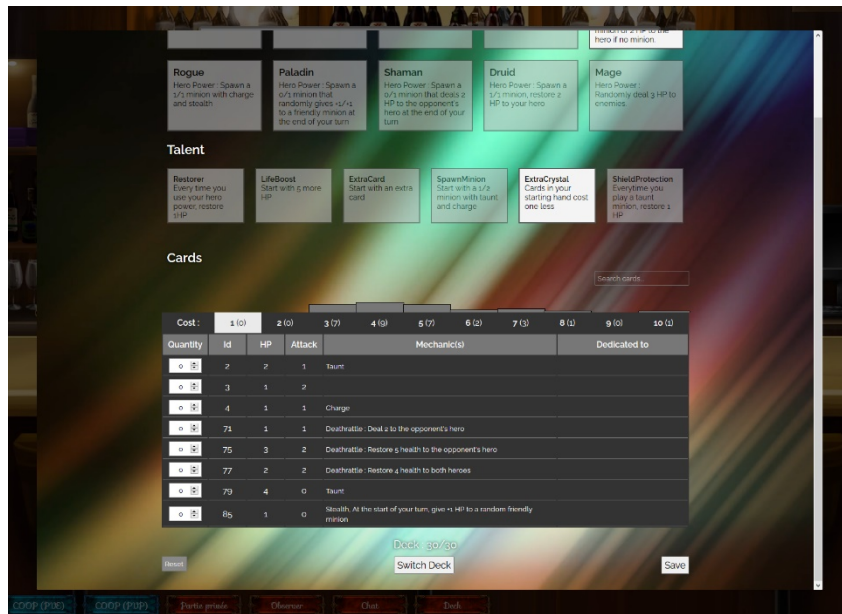 minion or 2 HP to the
hero if no minion.
Rogue
Hero Power : Spawn a
1/1 minion with charge
and stealth
Paladin
Hero Power : Spawn a
0/1 minion that
randomly gives +1/+1
to a friendly minion at
the end of your turn
Shaman
Hero Power : Spawn a
0/1 minion that deals 2
HP to the opponent's
hero at the end of your
turn
Druid
Hero Power : Spawn a
1/1 minion, restore 2
HP to your hero
Mage
Hero Power :
Randomly deal 3 HP to
enemies.
Talent
Restorer
Every time you
use your hero
power, restore
1HP
LifeBoost
Start with 5 more
HP
ExtraCard
Start with an extra
card
SpawnMinion
Start with a 1/2
minion with taunt
and charge
ExtraCrystal
Cards in your
starting hand cost
one less
ShieldProtection
Everytime you
play a taunt
minion, restore 1
HP
Cards
Search cards...
Cost : 1 (0) 2 (0) 3 (7) 4 (9) 5 (7) 6 (2) 7 (3) 8 (1) 9 (0) 10 (1)
Quantity Id HP Attack Mechanic(s) Dedicated to
0 2 2 1 Taunt
0 3 1 2
0 4 1 1 Charge
0 71 1 1 Deathrattle : Deal 2 to the opponent's hero
0 75 3 2 Deathrattle : Restore 5 health to the opponent's hero
0 77 2 2 Deathrattle : Restore 4 health to both heroes
0 79 4 0 Taunt
0 85 1 0 Stealth, At the start of your turn, give +1 HP to a random friendly
minion
Deck : 30/30
Reset Switch Deck Save
COOP (PVE) COOP (PVP) Partie privée Observer Chat Deck